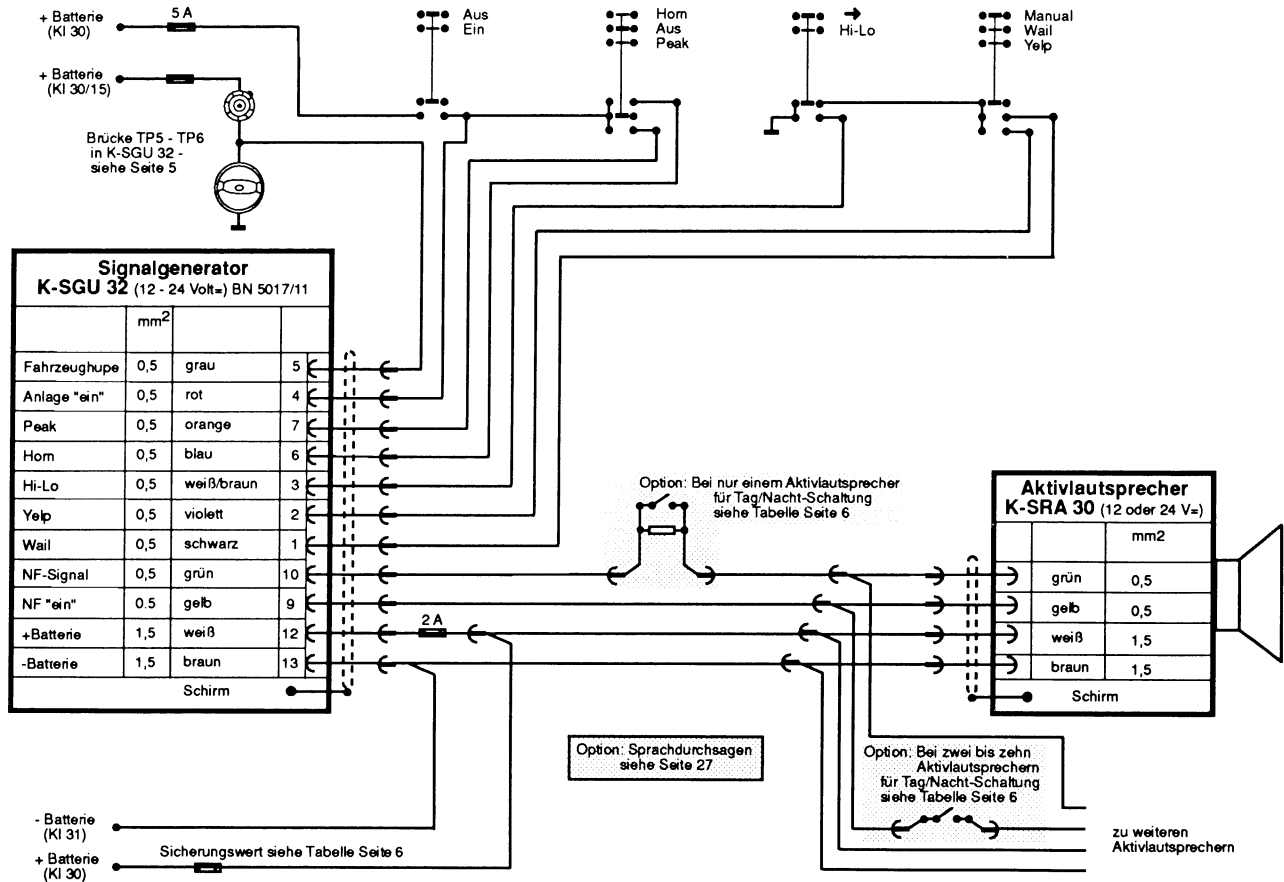 + Batterie
(Kl 30)
5 A
Aus
Ein
Horn
Aus
Peak
Hi-Lo
Manual
Wail
Yelp
+ Batterie
(Kl 30/15)
Brücke TP5 - TP6
in K-SGU 32 -
siehe Seite 5
Signalgenerator
K-SGU 32 (12 - 24 Volt=) BN 5017/11
mm2
Fahrzeughupe 0,5 grau 5
Anlage "ein" 0,5 rot 4
Peak 0,5 orange 7
Horn 0,5 blau 6
Hi-Lo 0,5 weiß/braun 3
Yelp 0,5 violett 2
Wail 0,5 schwarz 1
NF-Signal 0,5 grün 10
NF "ein" 0.5 gelb 9
+Batterie 1,5 weiß 12
-Batterie 1,5 braun 13
Schirm
2 A
Option: Bei nur einem Aktivlautsprecher
für Tag/Nacht-Schaltung
siehe Tabelle Seite 6
Aktivlautsprecher
K-SRA 30 (12 oder 24 V=)
mm2
grün 0,5
gelb 0,5
weiß 1,5
braun 1,5
Schirm
Option: Sprachdurchsagen
siehe Seite 27
Option: Bei zwei bis zehn
Aktivlautsprechern
für Tag/Nacht-Schaltung
siehe Tabelle Seite 6
- Batterie
(Kl 31)
+ Batterie
(Kl 30)
Sicherungswert siehe Tabelle Seite 6
zu weiteren
Aktivlautsprechern